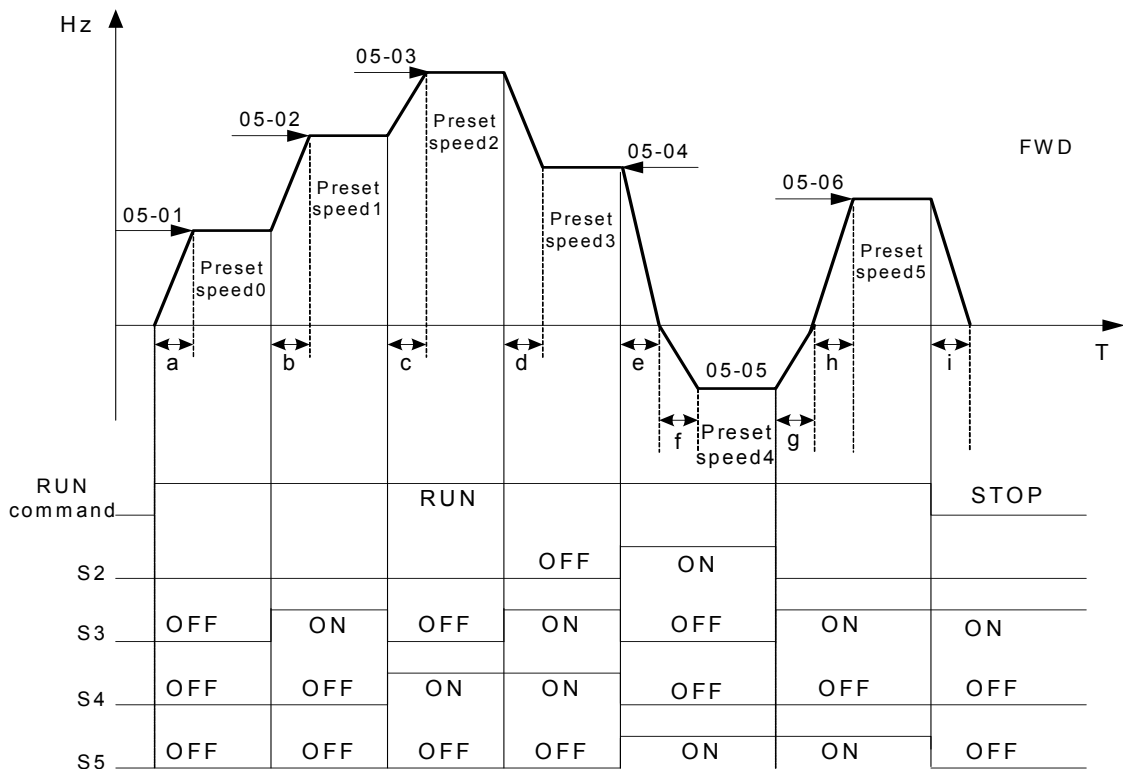 Hz
05-03
05-02
Preset
speed2
05-04
FWD
Preset
speed1
05-06
05-01
Preset
speed3
Preset
speed0
Preset
speed5
T
a
b
c
d
e
h
i
05-05
f
Preset
speed4
g
RUN
command
RUN
STOP
S2
OFF
ON
S3
OFF
ON
OFF
ON
OFF
ON
ON
S4
OFF
OFF
ON
ON
OFF
OFF
OFF
S5
OFF
OFF
OFF
OFF
ON
ON
OFF